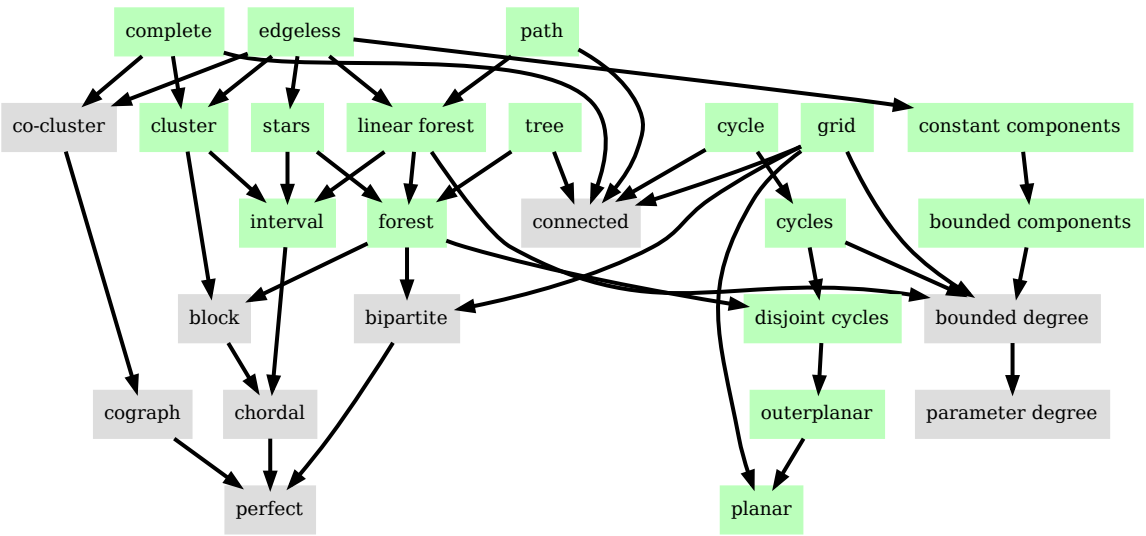 complete
edgeless
path
co-cluster
cluster
stars
linear forest
tree
cycle
grid
constant components
interval
forest
connected
cycles
bounded components
block
bipartite
disjoint cycles
bounded degree
cograph
chordal
outerplanar
parameter degree
perfect
planar